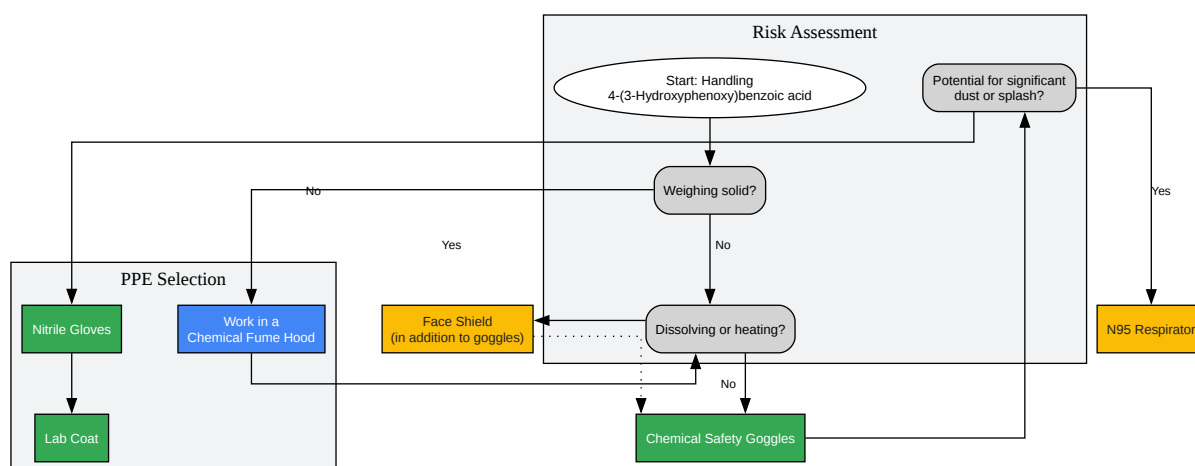 Risk Assessment
Start: Handling
4-(3-Hydroxyphenoxy)benzoic acid
Potential for significant
dust or splash?
Weighing solid?
No
Yes
Yes
No
PPE Selection
Nitrile Gloves
Work in a
Chemical Fume Hood
Face Shield
(in addition to goggles)
Dissolving or heating?
N95 Respirator
No
Lab Coat
Chemical Safety Goggles